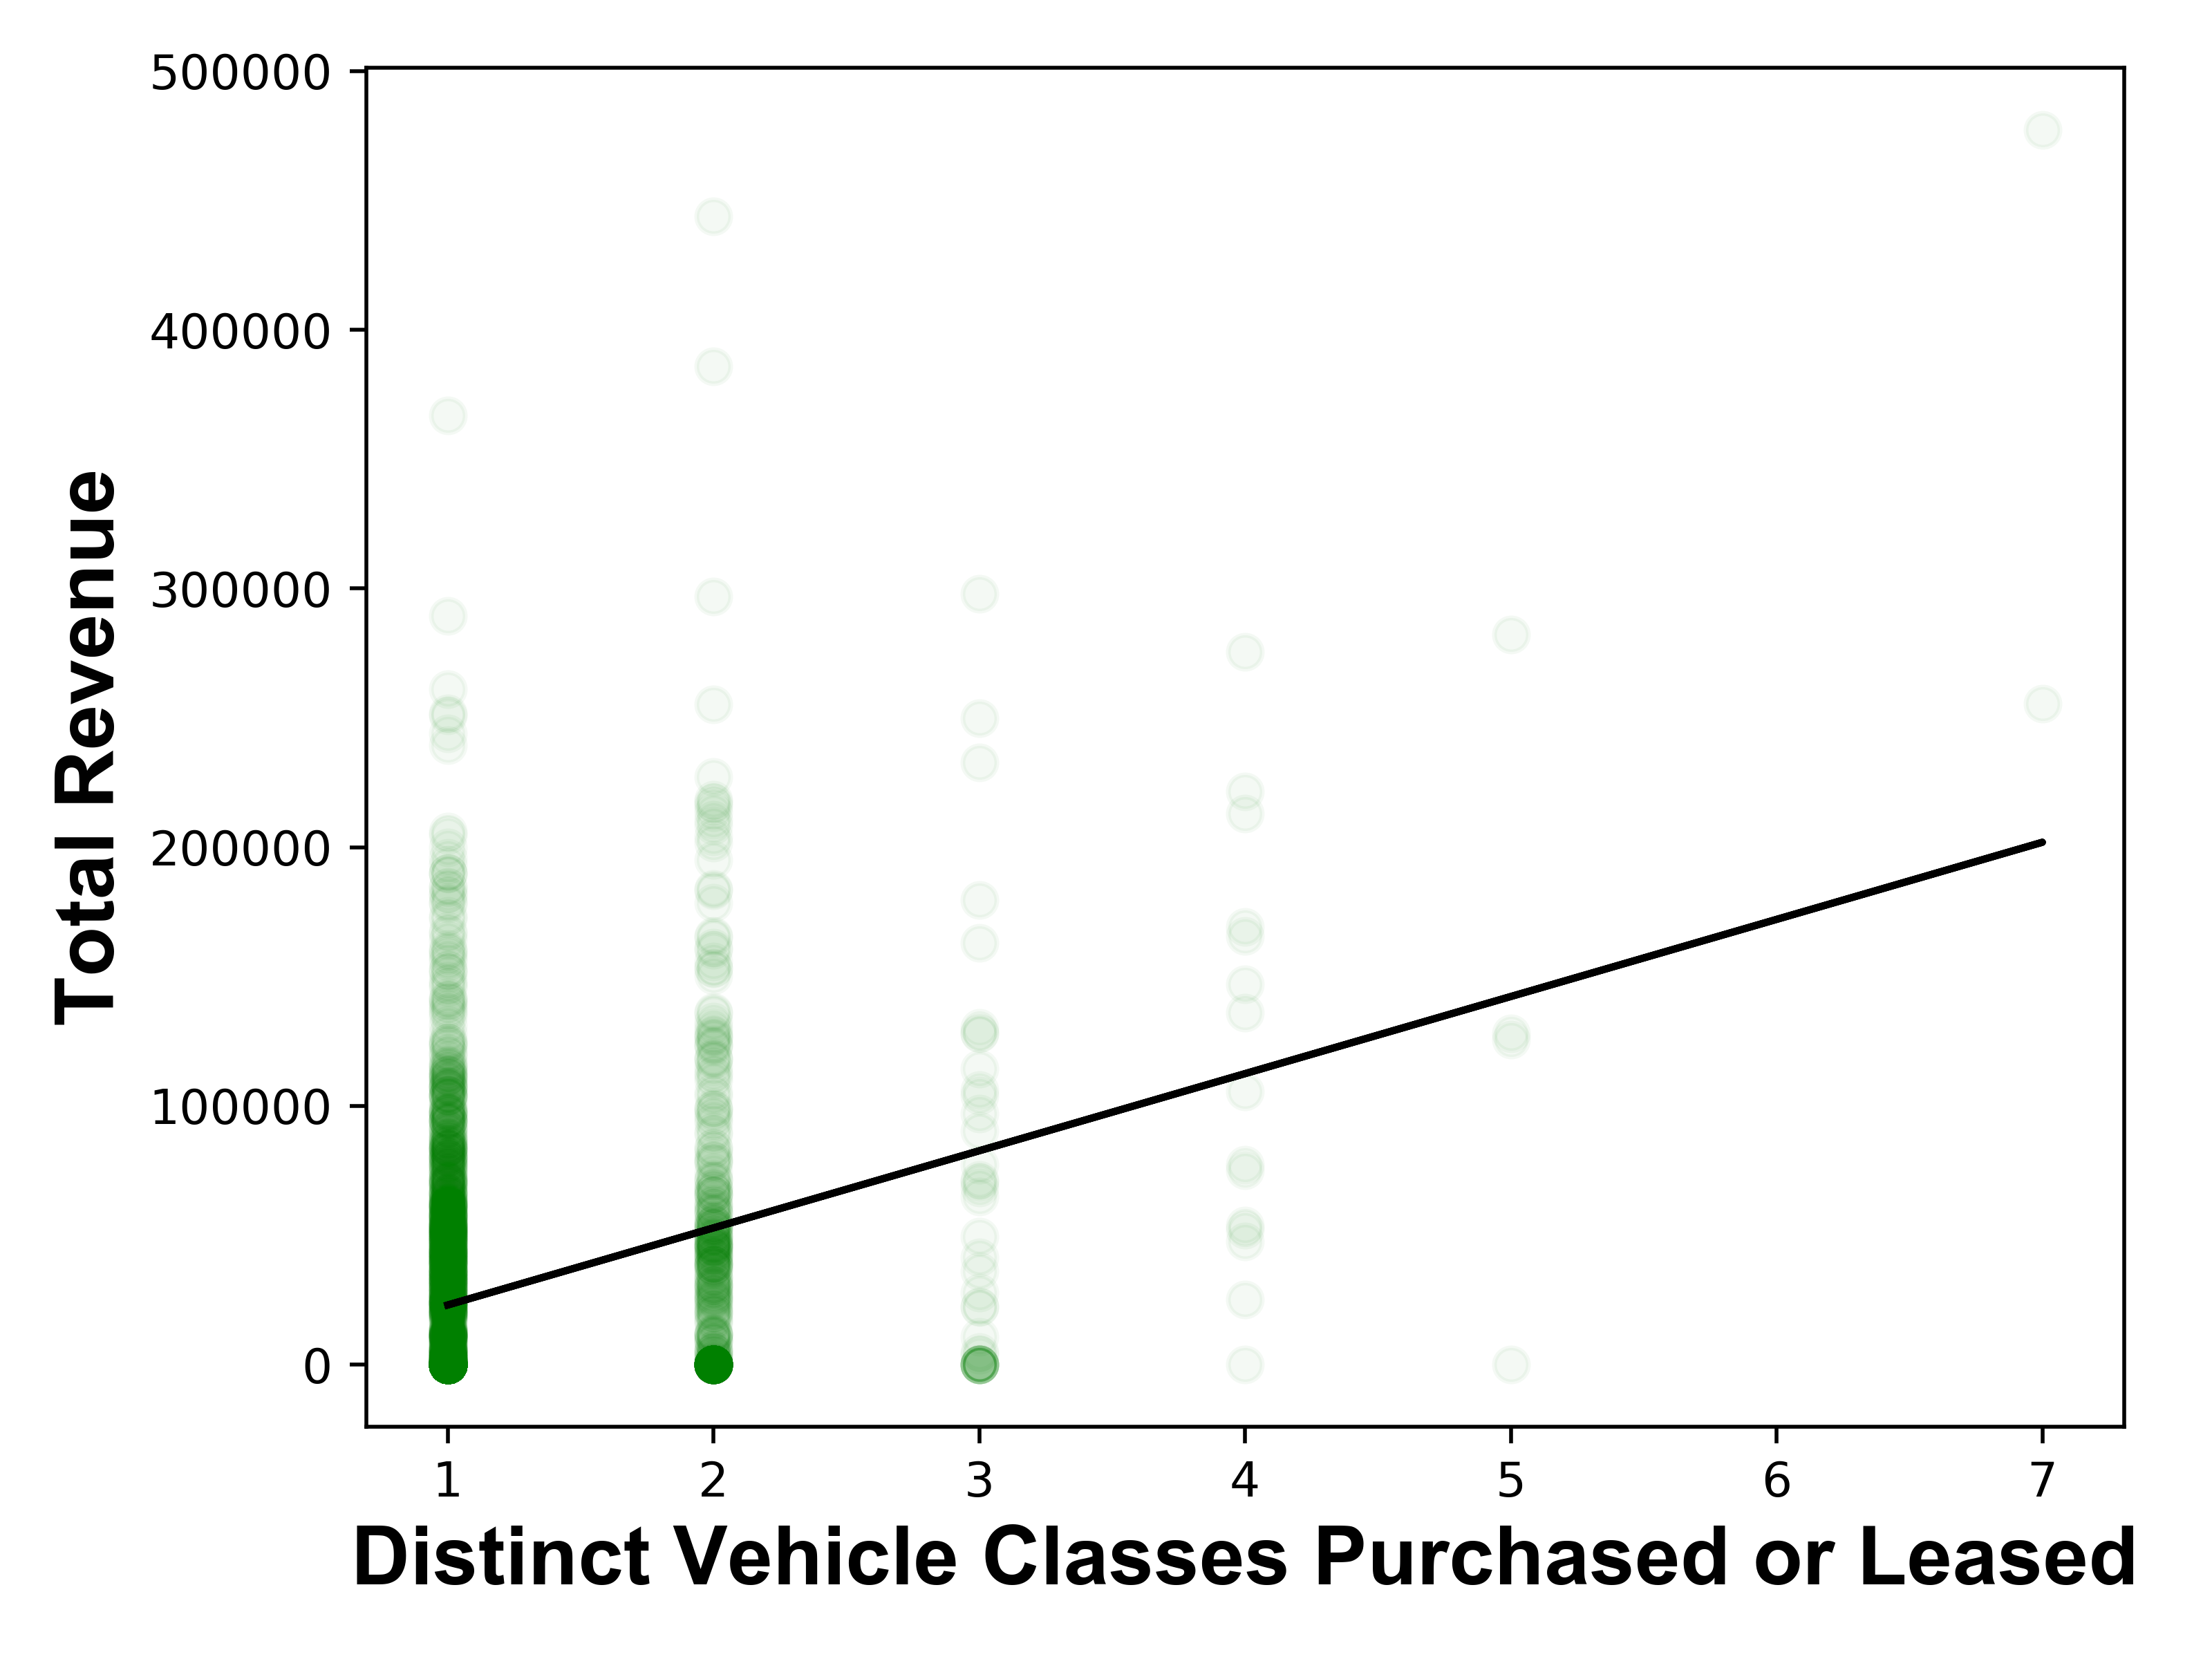 500000
400000
300000
200000
100000
0
Total Revenue
1 2 3 4 5 6 7
Distinct Vehicle Classes Purchased or Leased